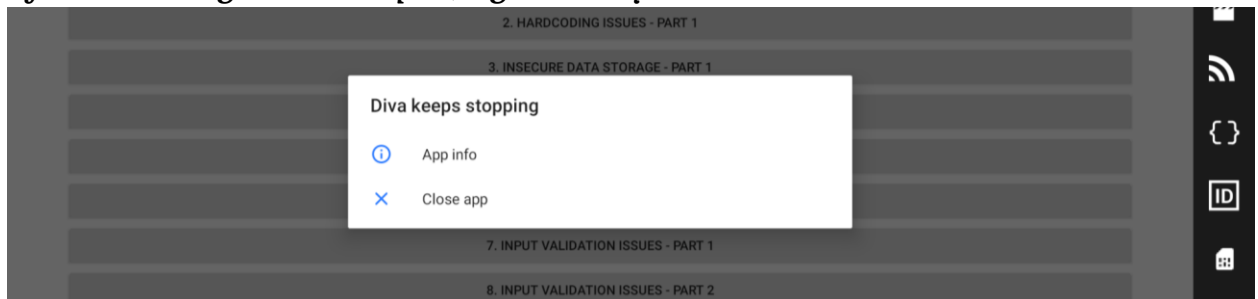 2. HARDCODING ISSUES - PART 1
3. INSECURE DATA STORAGE - PART 1
Diva keeps stopping
App info
Close app
7. INPUT VALIDATION ISSUES - PART 1
8. INPUT VALIDATION ISSUES - PART 2
{ }
ID